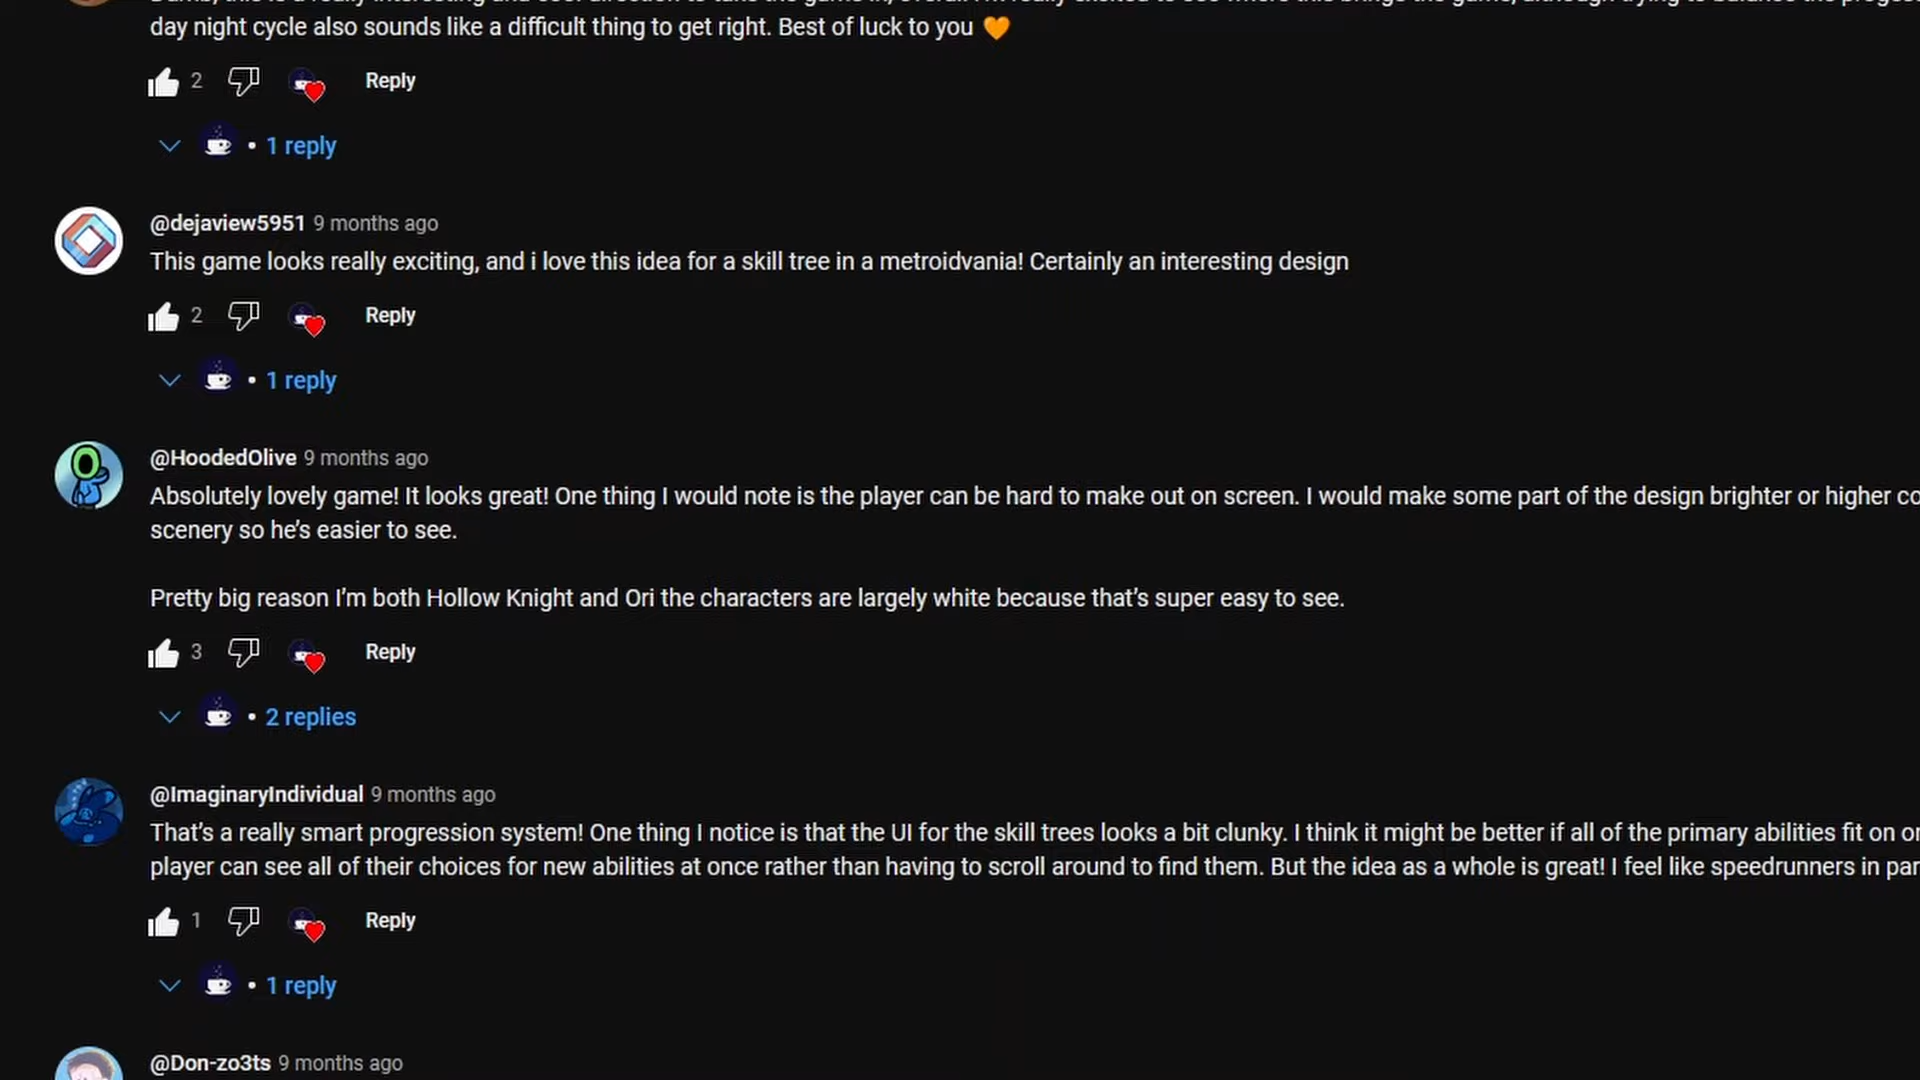 day night cycle also sounds like a difficult thing to get right. Best of luck to you 🧡
2 Reply
• 1 reply
@dejaview5951 9 months ago
This game looks really exciting, and i love this idea for a skill tree in a metroidvania! Certainly an interesting design
2 Reply
• 1 reply
@HoodedOlive 9 months ago
Absolutely lovely game! It looks great! One thing I would note is the player can be hard to make out on screen. I would make some part of the design brighter or higher co
scenery so he’s easier to see.
Pretty big reason I’m both Hollow Knight and Ori the characters are largely white because that’s super easy to see.
3 Reply
• 2 replies
@ImaginaryIndividual 9 months ago
That’s a really smart progression system! One thing I notice is that the UI for the skill trees looks a bit clunky. I think it might be better if all of the primary abilities fit on
player can see all of their choices for new abilities at once rather than having to scroll around to find them. But the idea as a whole is great! I feel like speedrunners in par
1 Reply
• 1 reply
@Don-zo3ts 9 months ago